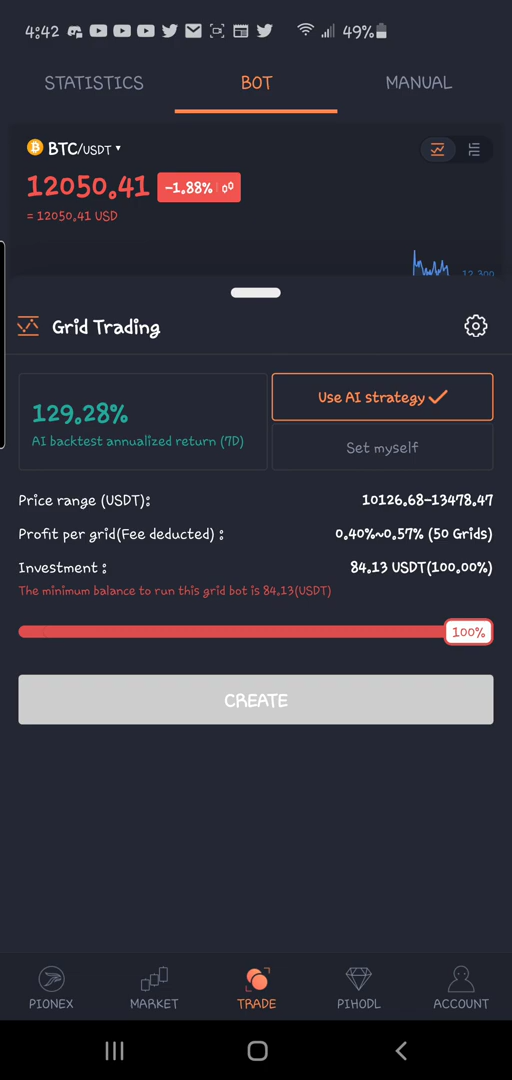 4:42 49%
STATISTICS BOT MANUAL
BTC/USDT
12050.41 -1.88%
= 12050.41 USD
12,300
Grid Trading
129.28%
AI backtest annualized return (7D)
Use AI strategy
Set myself
Price range (USDT): 10126.68-13478.47
Profit per grid(Fee deducted) : 0.40%~0.57% (50 Grids)
Investment : 84.13 USDT(100.00%)
The minimum balance to run this grid bot is 84.13(USDT)
100%
CREATE
PIONEX MARKET TRADE PIHODL ACCOUNT